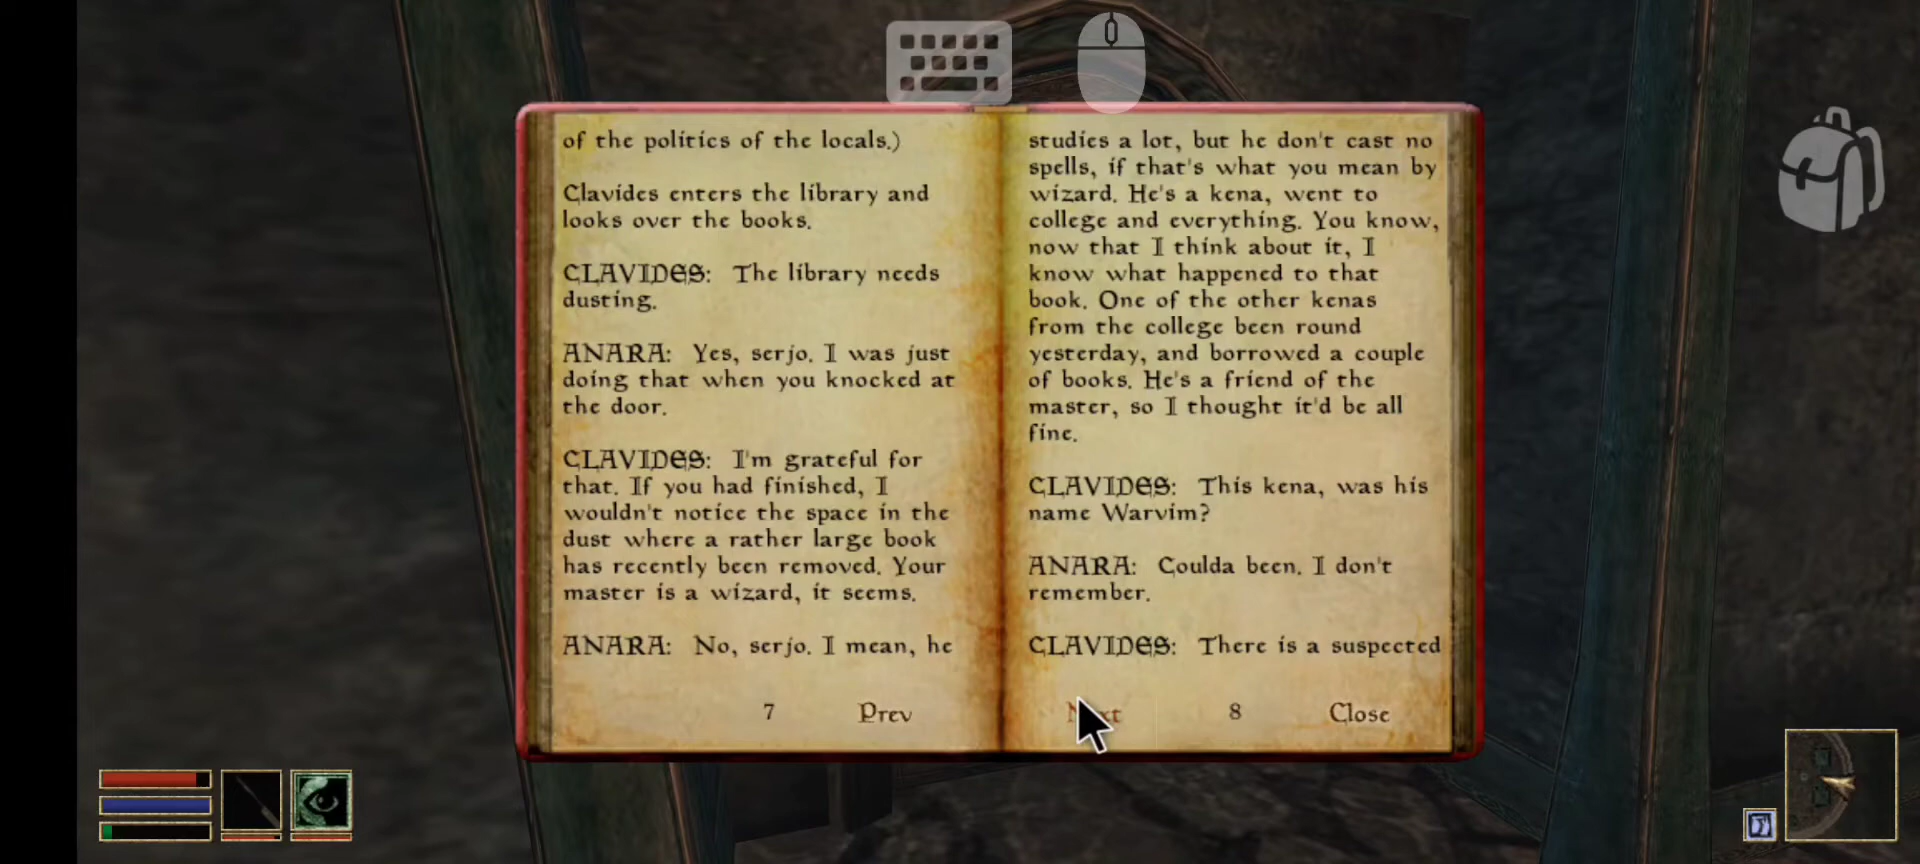 of the politics of the locals.)
Clavides enters the library and
looks over the books.
CLAVIDES: The library needs
dusting.
ANARA: Yes, serjo. I was just
doing that when you knocked at
the door.
CLAVIDES: I'm grateful for
that. If you had finished, I
wouldn't notice the space in the
dust where a rather large book
has recently been removed. Your
master is a wizard, it seems.
ANARA: No, serjo. I mean, he
7 Prev
studies a lot, but he don't cast no
spells, if that's what you mean by
wizard. He's a kena, went to
college and everything. You know,
now that I think about it, I
know what happened to that
book. One of the other kenas
from the college been round
yesterday, and borrowed a couple
of books. He's a friend of the
master, so I thought it'd be all
fine.
CLAVIDES: This kena, was his
name Warvim?
ANARA: Coulda been. I don't
remember.
CLAVIDES: There is a suspected
8 Close